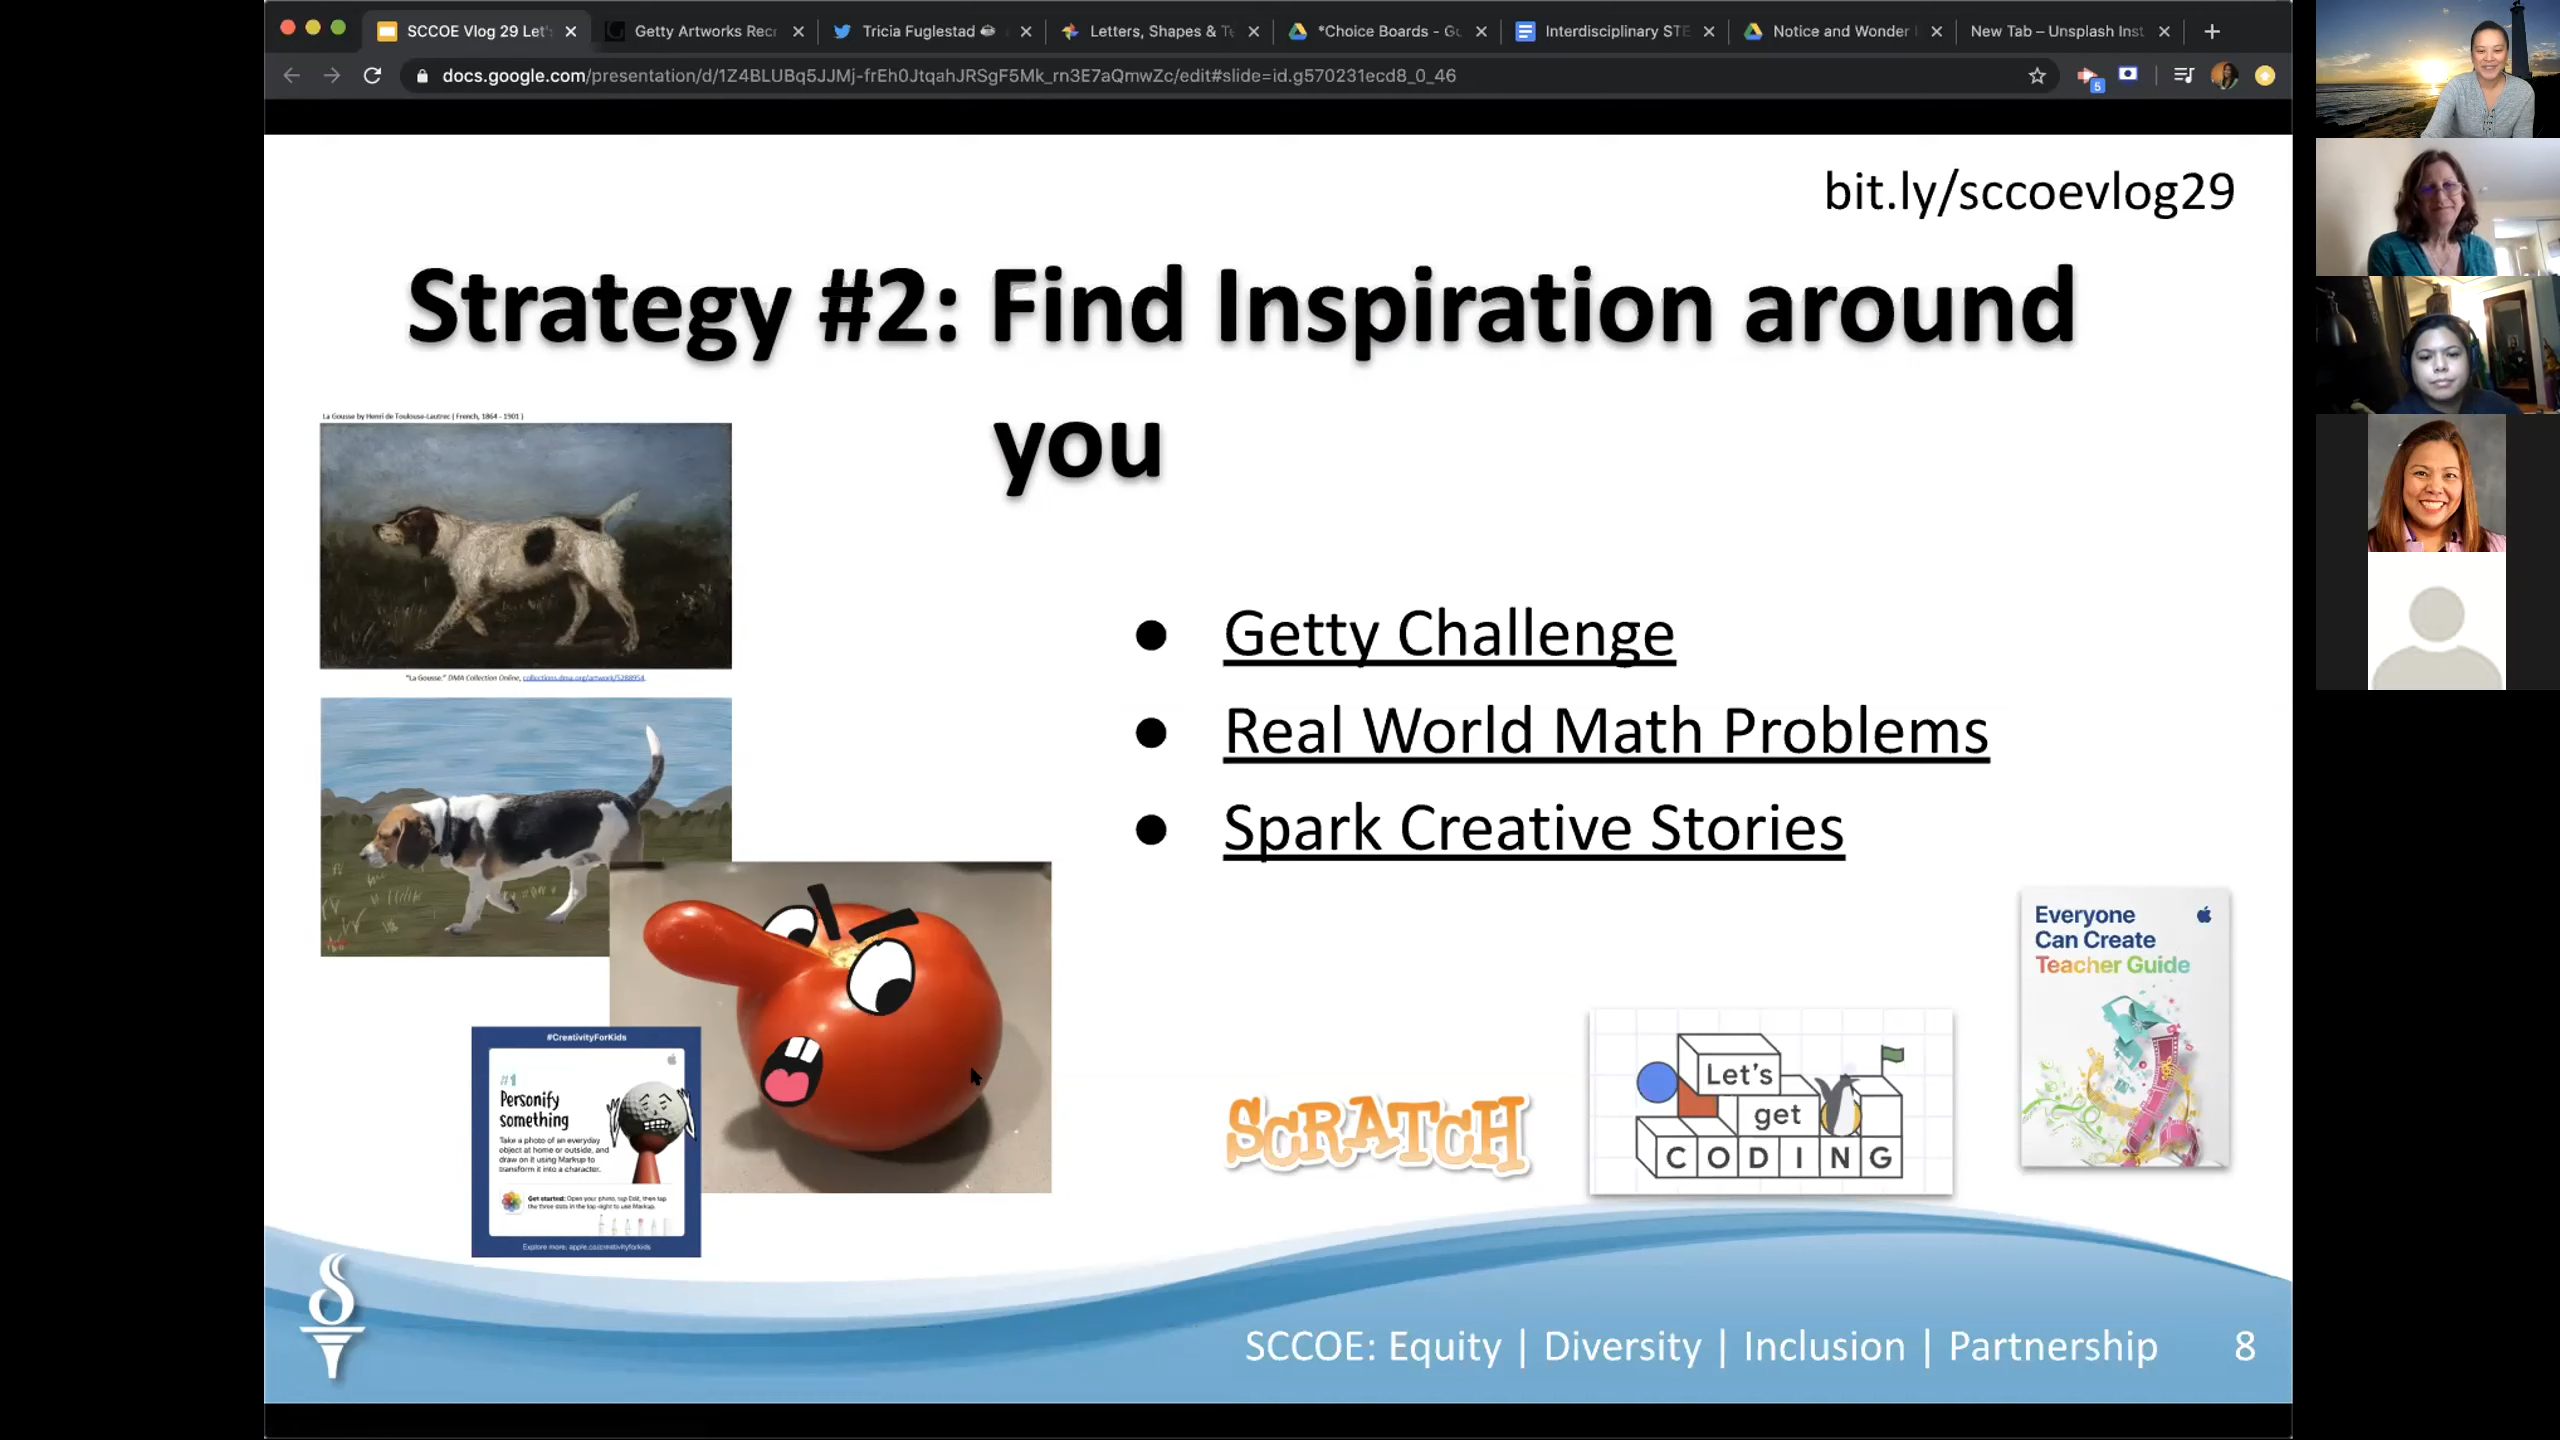 SCCOE Vlog 29 Let'
Getty Artworks Recr
Tricia Fuglestad
Letters, Shapes & Te
*Choice Boards - Go
Interdisciplinary STE
Notice and Wonder
New Tab – Unsplash Inst
docs.google.com/presentation/d/1Z4BLUBq5JJMj-frEh0JtqahJRSgF5Mk_rn3E7aQmwZc/edit#slide=id.g570231ecd8_0_46
5
bit.ly/sccoevlog29
Strategy #2: Find Inspiration around
you
La Gousse by Henri de Toulouse-Lautrec ( French, 1864 - 1901 )
"La Gousse." DMA Collection Online, collections.dma.org/artwork/5288954.
Getty Challenge
Real World Math Problems
Spark Creative Stories
#CreativityForKids
#1
Personify
something
Take a photo of an everyday
object at home or outside, and
draw on it using Markup to
transform it into a character.
Get started: Open your photo, tap Edit, then tap
the three dots in the top right to use Markup.
Explore more: apple.co/creativityforkids
SCRATCH
Let's
get
CODING
Everyone
Can Create
Teacher Guide
SCCOE: Equity | Diversity | Inclusion | Partnership
8